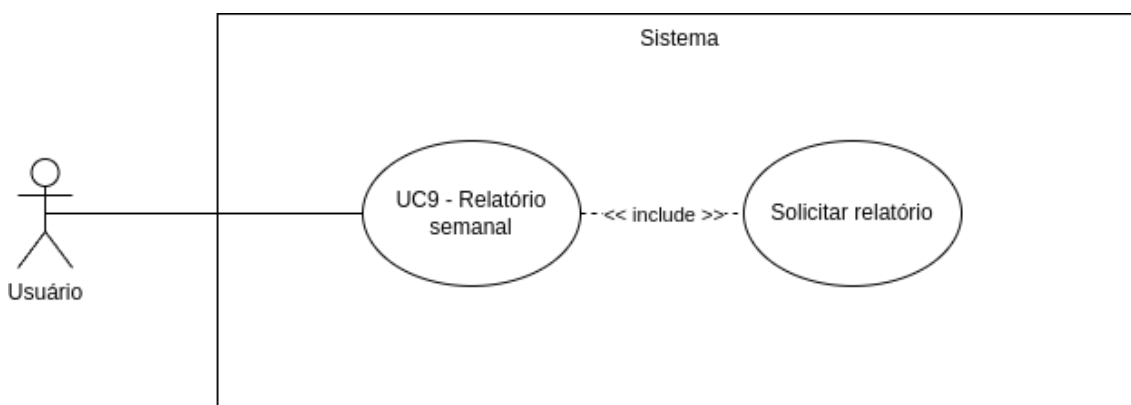 Sistema
UC9 - Relatório
semanal
<< include >>
Solicitar relatório
Usuário